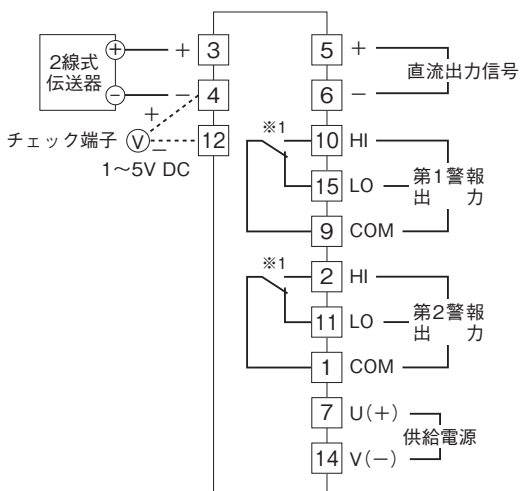 2線式
伝送器
+
−
+ 3
− 4
+
チェック端子 V − 12
1〜5V DC
5 +
6 −
直流出力信号
※1
10 HI
15 LO
9 COM
第1警報
出 力
※1
2 HI
11 LO
1 COM
第2警報
出 力
7 U(+)
14 V(−)
供給電源